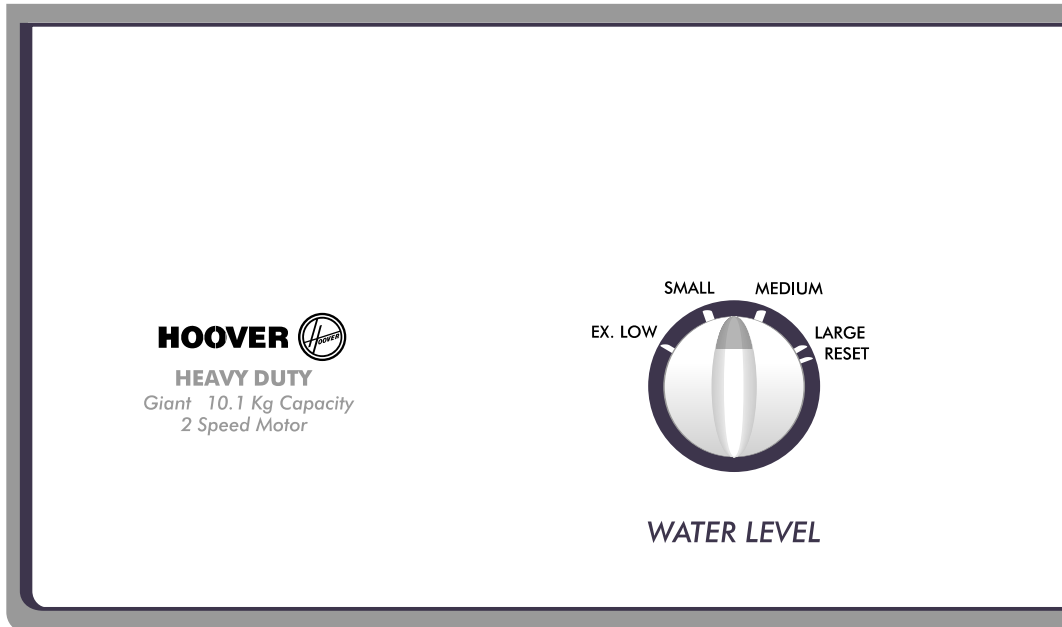 HOOVER HOOVER
HEAVY DUTY
Giant 10.1 Kg Capacity
2 Speed Motor
SMALL MEDIUM
EX. LOW LARGE
RESET
WATER LEVEL